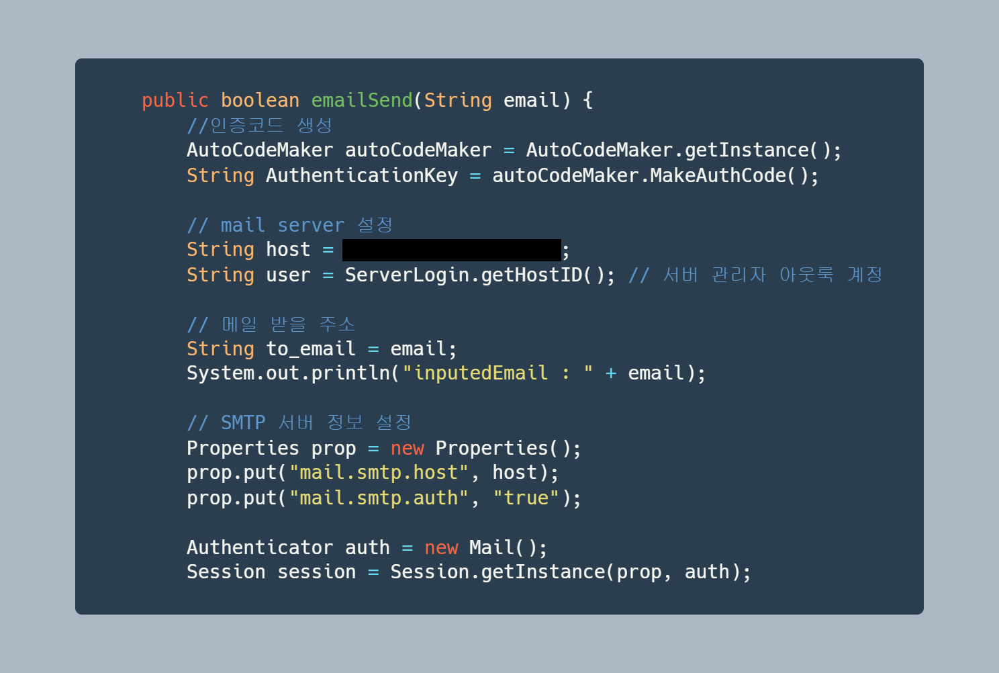 public boolean emailSend(String email) {
//인증코드 생성
AutoCodeMaker autoCodeMaker = AutoCodeMaker.getInstance();
String AuthenticationKey = autoCodeMaker.MakeAuthCode();
// mail server 설정
String host = ;
String user = ServerLogin.getHostID(); // 서버 관리자 아웃룩 계정
// 메일 받을 주소
String to_email = email;
System.out.println("inputedEmail : " + email);
// SMTP 서버 정보 설정
Properties prop = new Properties();
prop.put("mail.smtp.host", host);
prop.put("mail.smtp.auth", "true");
Authenticator auth = new Mail();
Session session = Session.getInstance(prop, auth);